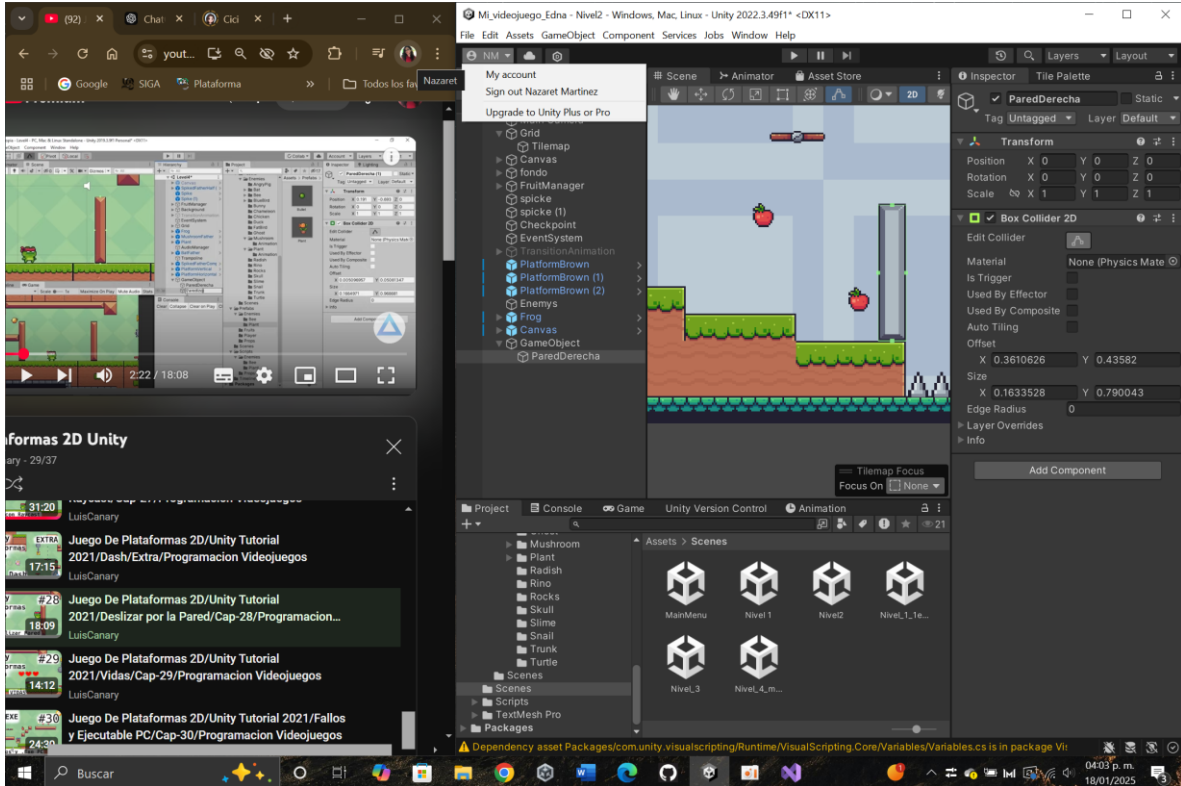 (92)
Chat
Cici
yout...
Google
SIGA
Plataforma
Todos los fav
Nazaret
2:22 / 18:08
aformas 2D Unity
ary - 29/37
31:20
LuisCanary
EXTRA
17:15
Juego De Plataformas 2D/Unity Tutorial
2021/Dash/Extra/Programacion Videojuegos
LuisCanary
#28
18:09
Juego De Plataformas 2D/Unity Tutorial
2021/Deslizar por la Pared/Cap-28/Programacion...
LuisCanary
#29
14:12
Juego De Plataformas 2D/Unity Tutorial
2021/Vidas/Cap-29/Programacion Videojuegos
LuisCanary
EXE #30
24:30
Juego De Plataformas 2D/Unity Tutorial 2021/Fallos
y Ejecutable PC/Cap-30/Programacion Videojuegos
Mi_videojuego_Edna - Nivel2 - Windows, Mac, Linux - Unity 2022.3.49f1* <DX11>
File Edit Assets GameObject Component Services Jobs Window Help
NM
Layers
Layout
My account
Sign out Nazaret Martinez
Upgrade to Unity Plus or Pro
Grid
Tilemap
Canvas
fondo
FruitManager
spicke
spicke (1)
Checkpoint
EventSystem
TransitionAnimation
PlatformBrown
PlatformBrown (1)
PlatformBrown (2)
Enemys
Frog
Canvas
GameObject
ParedDerecha
Scene Animator Asset Store
2D
Tilemap Focus
Focus On None
Inspector Tile Palette
ParedDerecha Static
Tag Untagged Layer Default
Transform
Position X 0 Y 0 Z 0
Rotation X 0 Y 0 Z 0
Scale X 1 Y 1 Z 1
Box Collider 2D
Edit Collider
Material None (Physics Mate
Is Trigger
Used By Effector
Used By Composite
Auto Tiling
Offset
X 0.3610626 Y 0.43582
Size
X 0.1633528 Y 0.790043
Edge Radius 0
Layer Overrides
Info
Add Component
Project Console Game Unity Version Control Animation
21
Mushroom
Plant
Radish
Rino
Rocks
Skull
Slime
Snail
Trunk
Turtle
Scenes
Scenes
Scripts
TextMesh Pro
Packages
Assets > Scenes
MainMenu Nivel 1 Nivel2 Nivel_1_1e...
Nivel_3 Nivel_4_m...
Dependency asset Packages/com.unity.visualscripting/Runtime/VisualScripting.Core/Variables/Variables.cs is in package Vi
Buscar
04:03 p. m.
18/01/2025